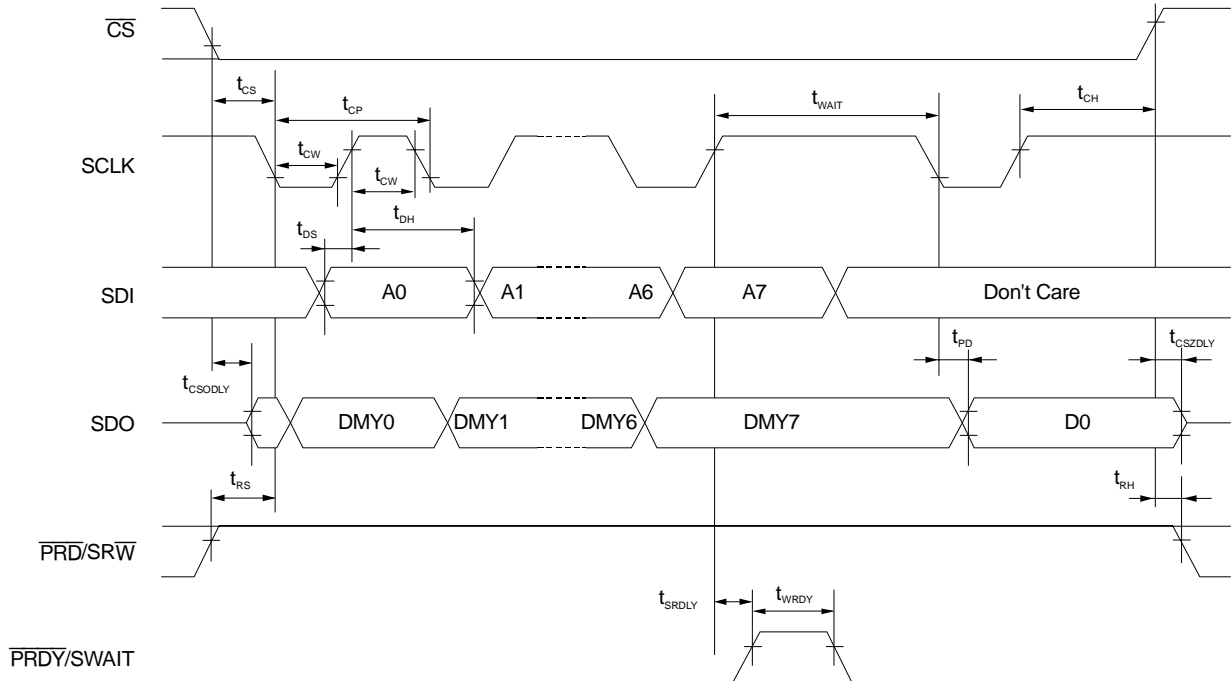 CS
tCS
tCP
tWAIT
tCH
SCLK
tCW
tCW
tDS
tDH
SDI
A0
A1
A6
A7
Don't Care
tCSODLY
tPD
tCSZDLY
SDO
DMY0
DMY1
DMY6
DMY7
D0
tRS
tRH
PRD/SRW
tSRDLY
tWRDY
PRDY/SWAIT